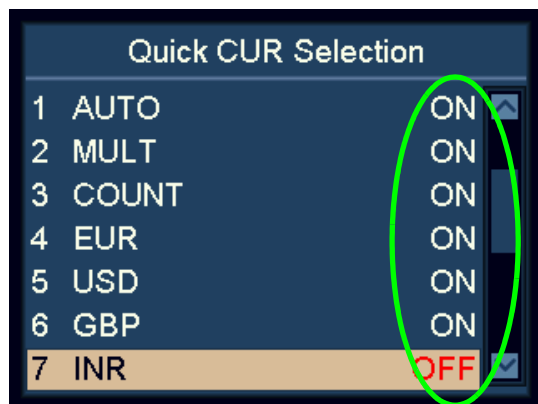 Quick CUR Selection
1 AUTO ON
2 MULT ON
3 COUNT ON
4 EUR ON
5 USD ON
6 GBP ON
7 INR OFF